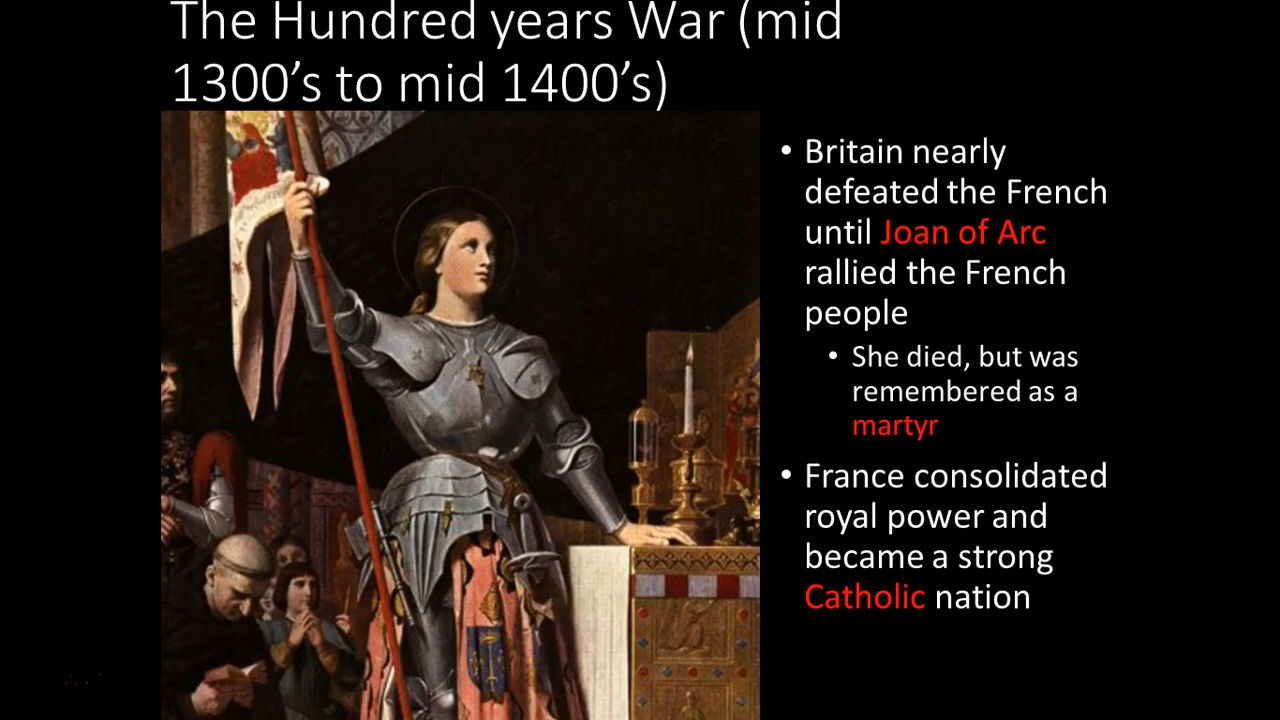 The Hundred years War (mid
1300’s to mid 1400’s)
• Britain nearly
defeated the French
until Joan of Arc
rallied the French
people
• She died, but was
remembered as a
martyr
• France consolidated
royal power and
became a strong
Catholic nation